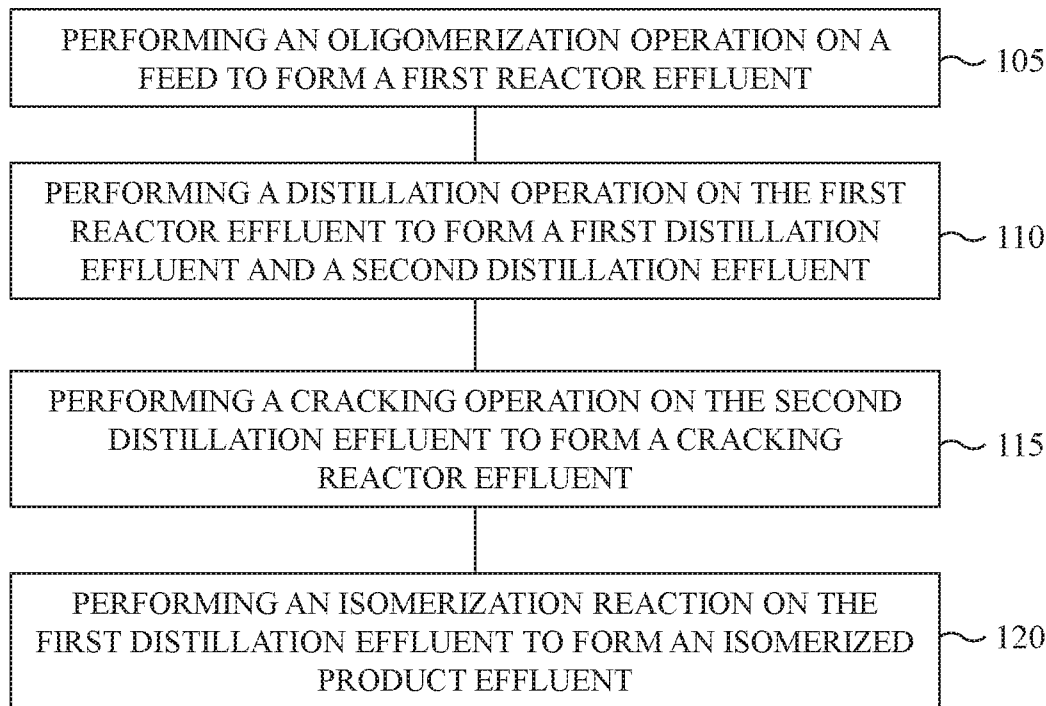 PERFORMING AN OLIGOMERIZATION OPERATION ON A
FEED TO FORM A FIRST REACTOR EFFLUENT
105
PERFORMING A DISTILLATION OPERATION ON THE FIRST
REACTOR EFFLUENT TO FORM A FIRST DISTILLATION
EFFLUENT AND A SECOND DISTILLATION EFFLUENT
110
PERFORMING A CRACKING OPERATION ON THE SECOND
DISTILLATION EFFLUENT TO FORM A CRACKING
REACTOR EFFLUENT
115
PERFORMING AN ISOMERIZATION REACTION ON THE
FIRST DISTILLATION EFFLUENT TO FORM AN ISOMERIZED
PRODUCT EFFLUENT
120